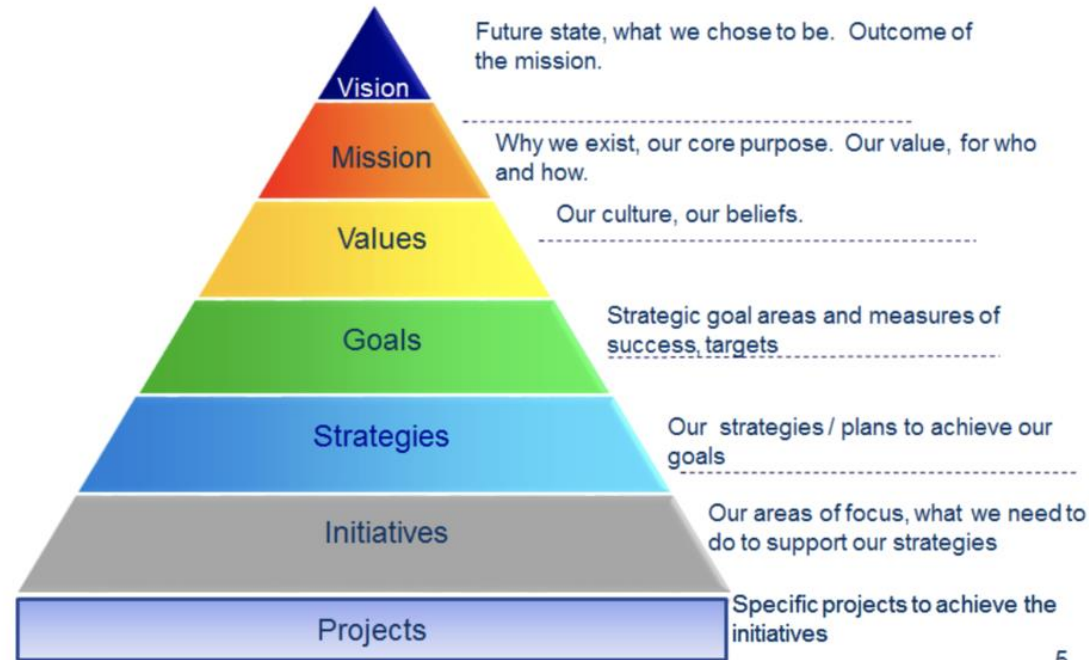 Vision
Future state, what we chose to be.  Outcome of
the mission.
Mission
Why we exist, our core purpose.  Our value, for who
and how.
Values
Our culture, our beliefs.
Goals
Strategic goal areas and measures of
success, targets
Strategies
Our  strategies / plans to achieve our
goals
Initiatives
Our areas of focus, what we need to
do to support our strategies
Projects
Specific projects to achieve the
initiatives